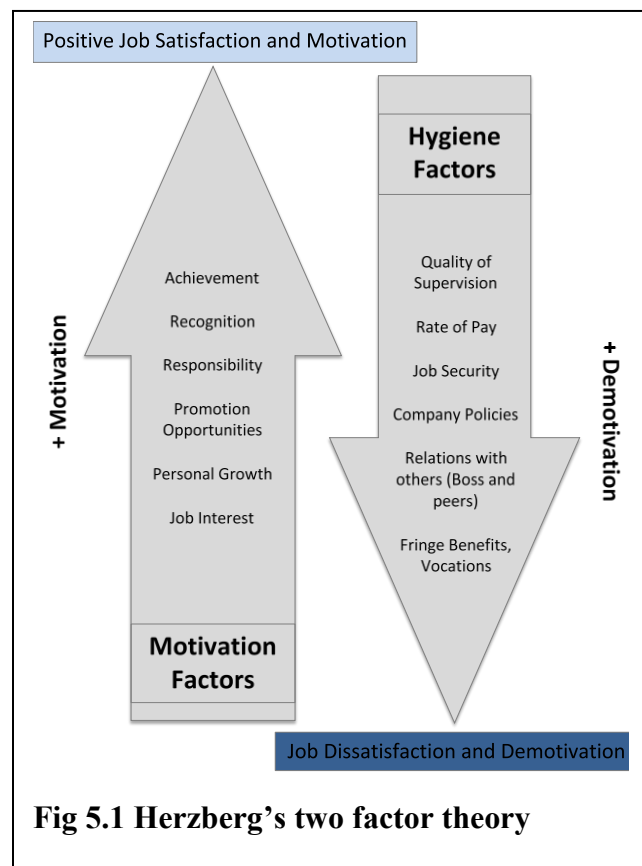 Positive Job Satisfaction and Motivation
+ Motivation
Achievement
Recognition
Responsibility
Promotion
Opportunities
Personal Growth
Job Interest
Motivation
Factors
Hygiene
Factors
Quality of
Supervision
Rate of Pay
Job Security
Company Policies
Relations with
others (Boss and
peers)
Fringe Benefits,
Vocations
+ Demotivation
Job Dissatisfaction and Demotivation
Fig 5.1 Herzberg’s two factor theory